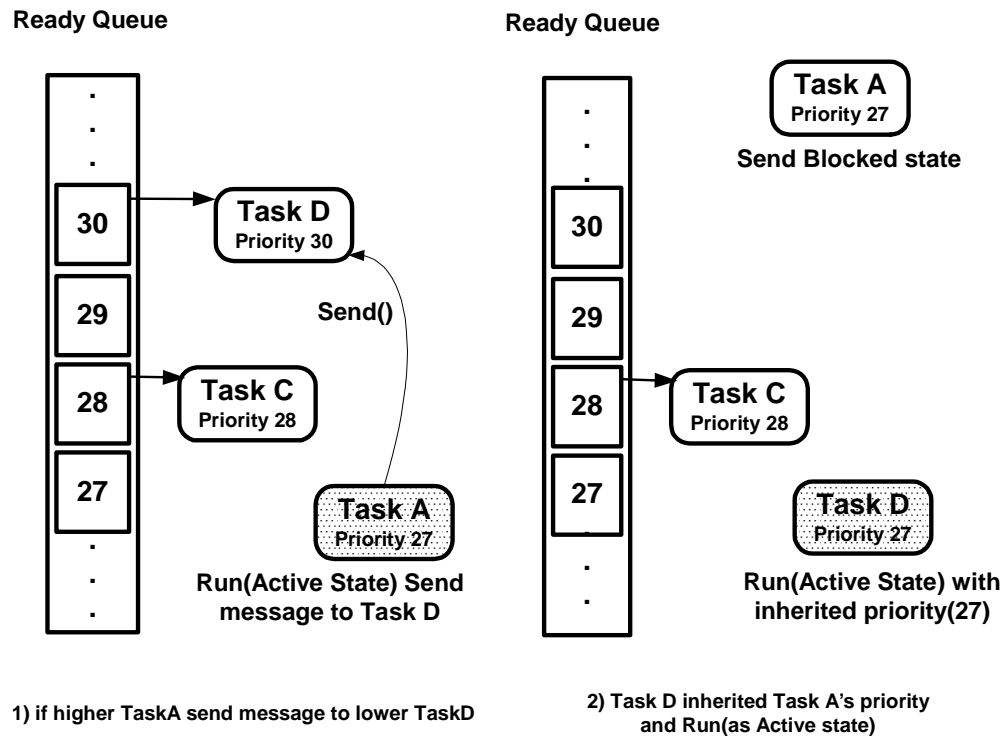 Ready Queue
.
.
.
30
29
28
27
.
.
.
Task D
Priority 30
Send()
Task C
Priority 28
Task A
Priority 27
Run(Active State) Send
message to Task D
1) if higher TaskA send message to lower TaskD
Ready Queue
.
.
.
30
29
28
27
.
.
.
Task A
Priority 27
Send Blocked state
Task C
Priority 28
Task D
Priority 27
Run(Active State) with
inherited priority(27)
2) Task D inherited Task A's priority
and Run(as Active state)